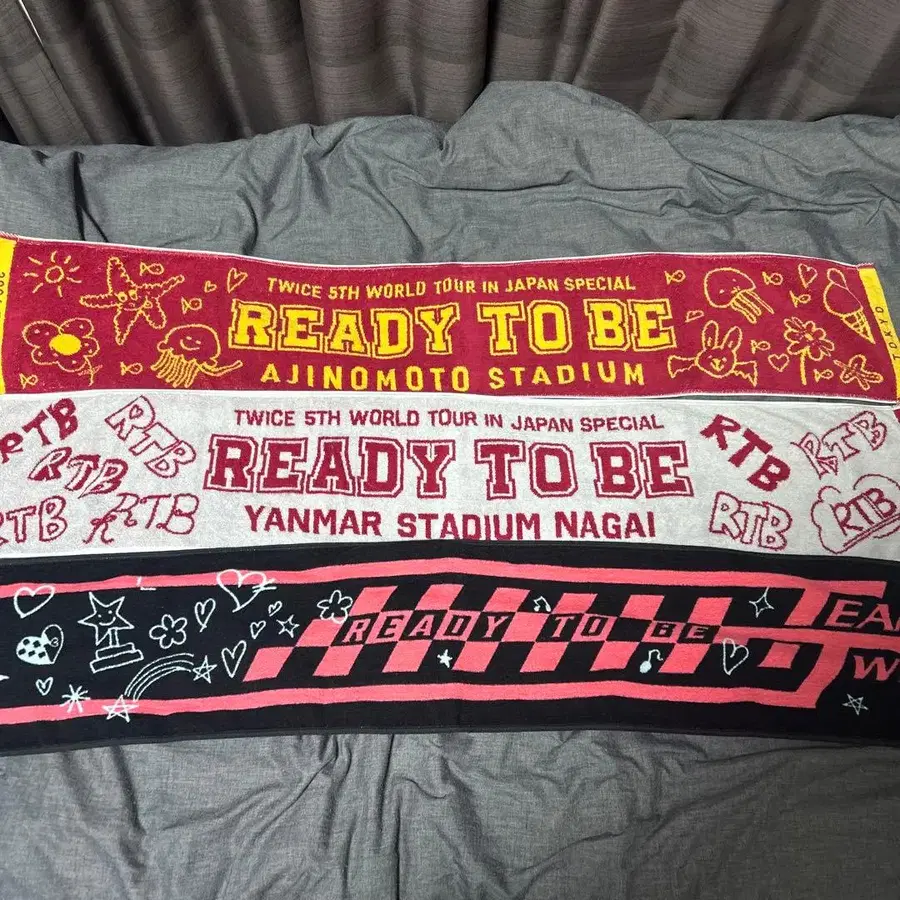 TWICE 5TH WORLD TOUR IN JAPAN SPECIAL
READY TO BE
AJINOMOTO STADIUM
TOKYO
TWICE 5TH WORLD TOUR IN JAPAN SPECIAL
READY TO BE
YANMAR STADIUM NAGAI
RTB
RTB
RTB
RTB
RTB
RTB
RTB
RTB
RTB
READY TO BE